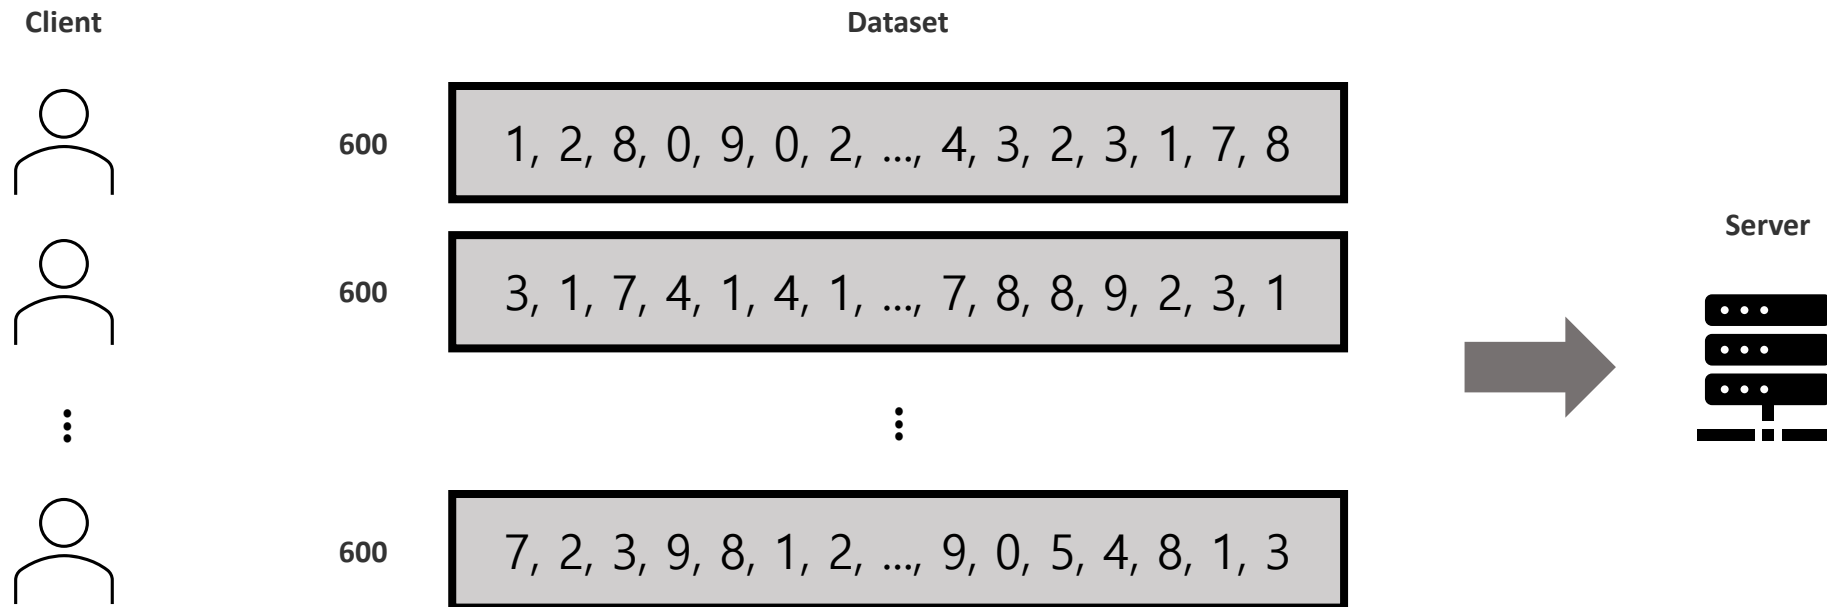 Client
Dataset
600
1, 2, 8, 0, 9, 0, 2, ..., 4, 3, 2, 3, 1, 7, 8
600
3, 1, 7, 4, 1, 4, 1, ..., 7, 8, 8, 9, 2, 3, 1
Server
600
7, 2, 3, 9, 8, 1, 2, ..., 9, 0, 5, 4, 8, 1, 3